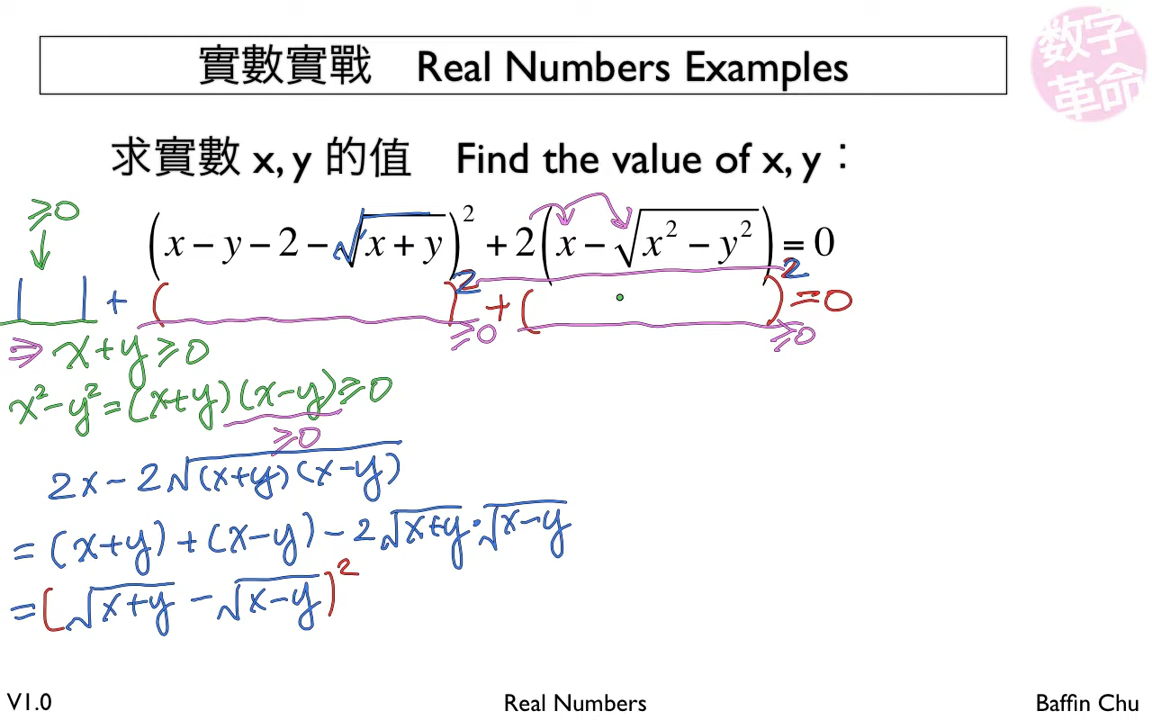 實數實戰 Real Numbers Examples
数字
革命
求實數 x, y 的值 Find the value of x, y：
≥0
(x − y − 2 − √(x + y))² + 2(x − √(x² − y²)) = 0
| | + ( )² + ( )² = 0
≥0 ≥0
⇒ x+y ≥ 0
x² − y² = (x+y)(x−y) ≥ 0
≥0
2x − 2√((x+y)(x−y))
= (x+y) + (x−y) − 2√(x+y) · √(x−y)
= (√(x+y) − √(x−y))²
V1.0 Real Numbers Baffin Chu